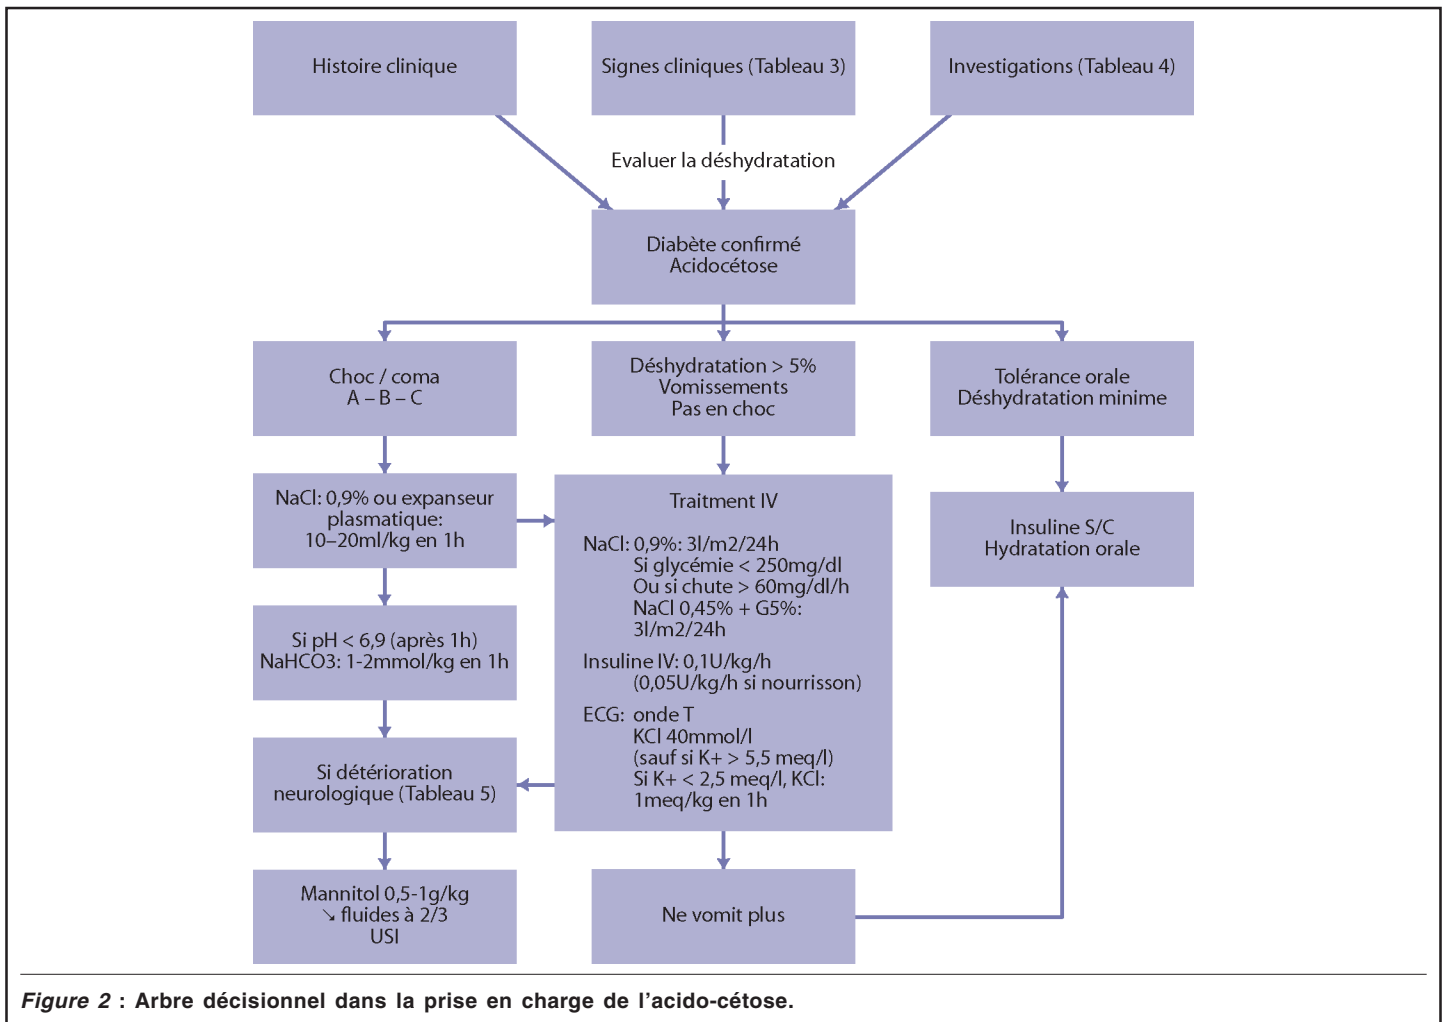 Histoire clinique
Signes cliniques (Tableau 3)
Investigations (Tableau 4)
Evaluer la déshydratation
Diabète confirmé
Acidocétose
Choc / coma
A – B – C
Déshydratation > 5%
Vomissements
Pas en choc
Tolérance orale
Déshydratation minime
NaCl: 0,9% ou expanseur
plasmatique:
10–20ml/kg en 1h
Traitment IV
NaCl: 0,9%: 3l/m2/24h
Si glycémie < 250mg/dl
Ou si chute > 60mg/dl/h
NaCl 0,45% + G5%:
3l/m2/24h
Insuline IV: 0,1U/kg/h
(0,05U/kg/h si nourrisson)
ECG: onde T
KCl 40mmol/l
(sauf si K+ > 5,5 meq/l)
Si K+ < 2,5 meq/l, KCl:
1meq/kg en 1h
Insuline S/C
Hydratation orale
Si pH < 6,9 (après 1h)
NaHCO3: 1-2mmol/kg en 1h
Si détérioration
neurologique (Tableau 5)
Mannitol 0,5-1g/kg
↘ fluides à 2/3
USI
Ne vomit plus
Figure 2 : Arbre décisionnel dans la prise en charge de l'acido-cétose.